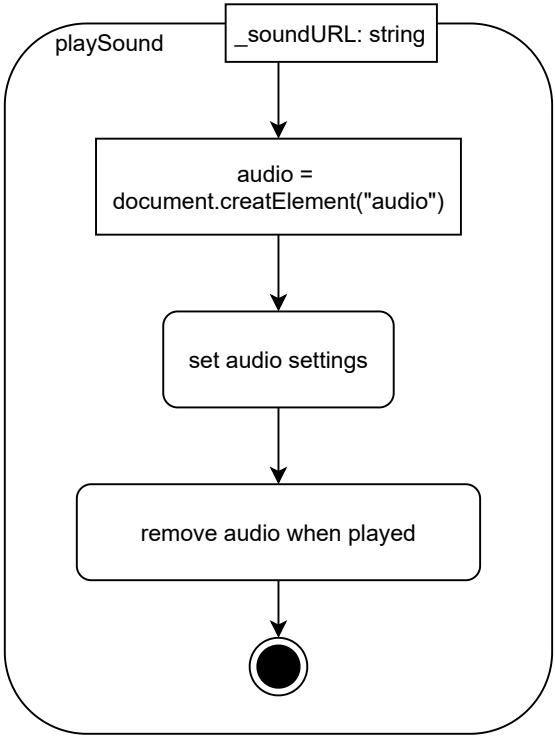 _soundURL: string
playSound
audio =
document.creatElement("audio")
set audio settings
remove audio when played